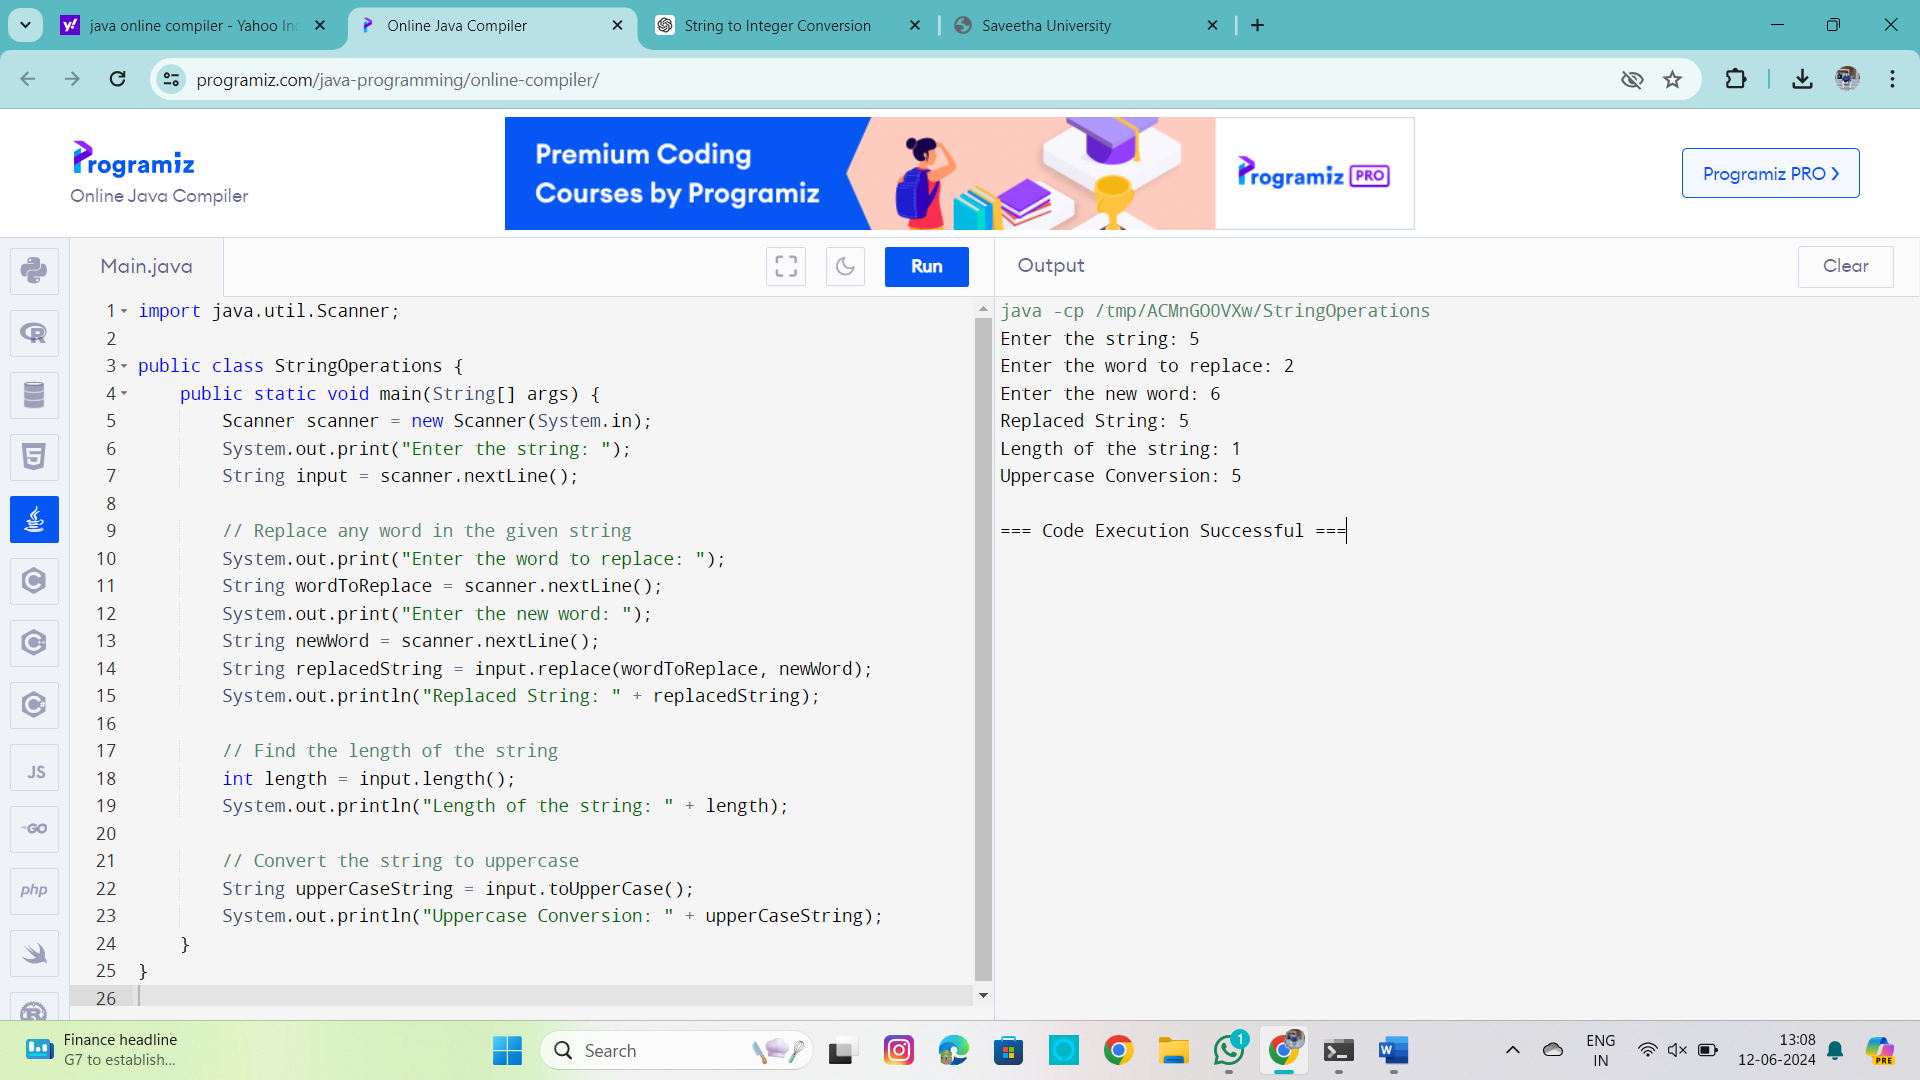 java online compiler - Yahoo In
Online Java Compiler
String to Integer Conversion
Saveetha University
programiz.com/java-programming/online-compiler/
Programiz
Online Java Compiler
Premium Coding
Courses by Programiz
Programiz PRO
Programiz PRO
Main.java
Run
Output
Clear
1 import java.util.Scanner;
2
3 public class StringOperations {
4 public static void main(String[] args) {
5 Scanner scanner = new Scanner(System.in);
6 System.out.print("Enter the string: ");
7 String input = scanner.nextLine();
8
9 // Replace any word in the given string
10 System.out.print("Enter the word to replace: ");
11 String wordToReplace = scanner.nextLine();
12 System.out.print("Enter the new word: ");
13 String newWord = scanner.nextLine();
14 String replacedString = input.replace(wordToReplace, newWord);
15 System.out.println("Replaced String: " + replacedString);
16
17 // Find the length of the string
18 int length = input.length();
19 System.out.println("Length of the string: " + length);
20
21 // Convert the string to uppercase
22 String upperCaseString = input.toUpperCase();
23 System.out.println("Uppercase Conversion: " + upperCaseString);
24 }
25 }
26
java -cp /tmp/ACMnGOOVXw/StringOperations
Enter the string: 5
Enter the word to replace: 2
Enter the new word: 6
Replaced String: 5
Length of the string: 1
Uppercase Conversion: 5
=== Code Execution Successful ===
JS
GO
php
Finance headline
G7 to establish...
Search
1
ENG
IN
13:08
12-06-2024
PRE